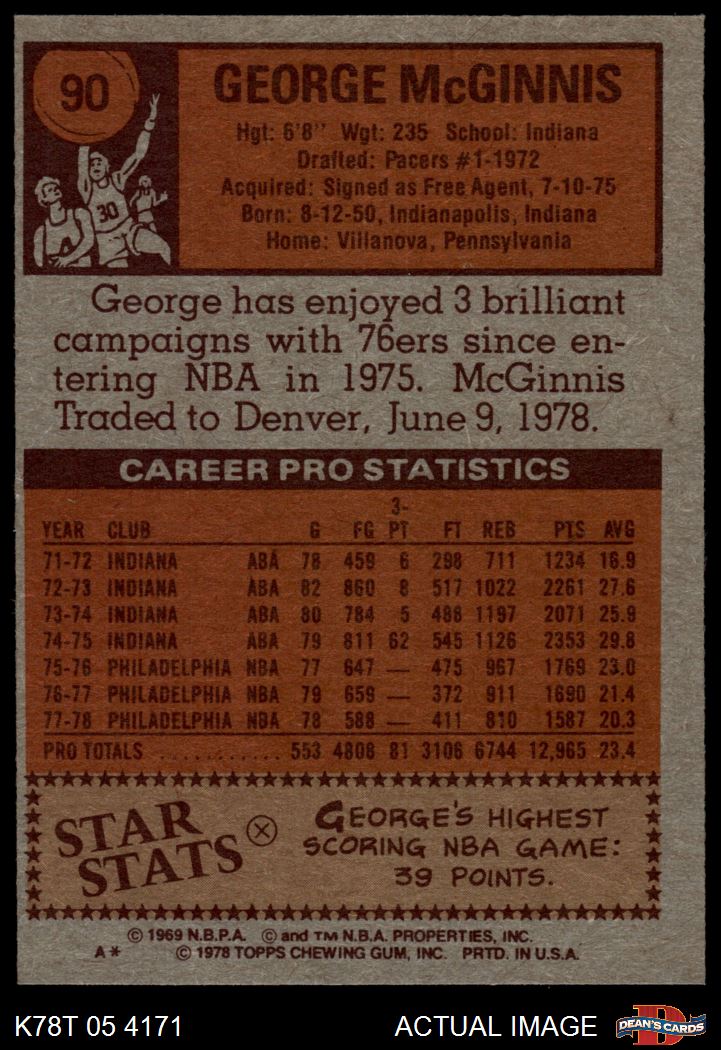 90
GEORGE McGINNIS
Hgt: 6'8" Wgt: 235 School: Indiana
Drafted: Pacers #1-1972
Acquired: Signed as Free Agent, 7-10-75
Born: 8-12-50, Indianapolis, Indiana
Home: Villanova, Pennsylvania
30
George has enjoyed 3 brilliant
campaigns with 76ers since en-
tering NBA in 1975. McGinnis
Traded to Denver, June 9, 1978.
CAREER PRO STATISTICS
YEAR CLUB G FG 3-PT FT REB PTS AVG
71-72 INDIANA ABA 78 459 6 298 711 1234 16.9
72-73 INDIANA ABA 82 860 8 517 1022 2261 27.6
73-74 INDIANA ABA 80 784 5 488 1197 2071 25.9
74-75 INDIANA ABA 79 811 62 545 1126 2353 29.8
75-76 PHILADELPHIA NBA 77 647 — 475 967 1769 23.0
76-77 PHILADELPHIA NBA 79 659 — 372 911 1690 21.4
77-78 PHILADELPHIA NBA 78 588 — 411 810 1587 20.3
PRO TOTALS ............ 553 4808 81 3106 6744 12,965 23.4
STAR STATS
GEORGE'S HIGHEST
SCORING NBA GAME:
39 POINTS.
© 1969 N.B.P.A. © and TM N.B.A. PROPERTIES, INC.
A* © 1978 TOPPS CHEWING GUM, INC. PRTD. IN U.S.A.
K78T 05 4171 ACTUAL IMAGE DEAN'S CARDS